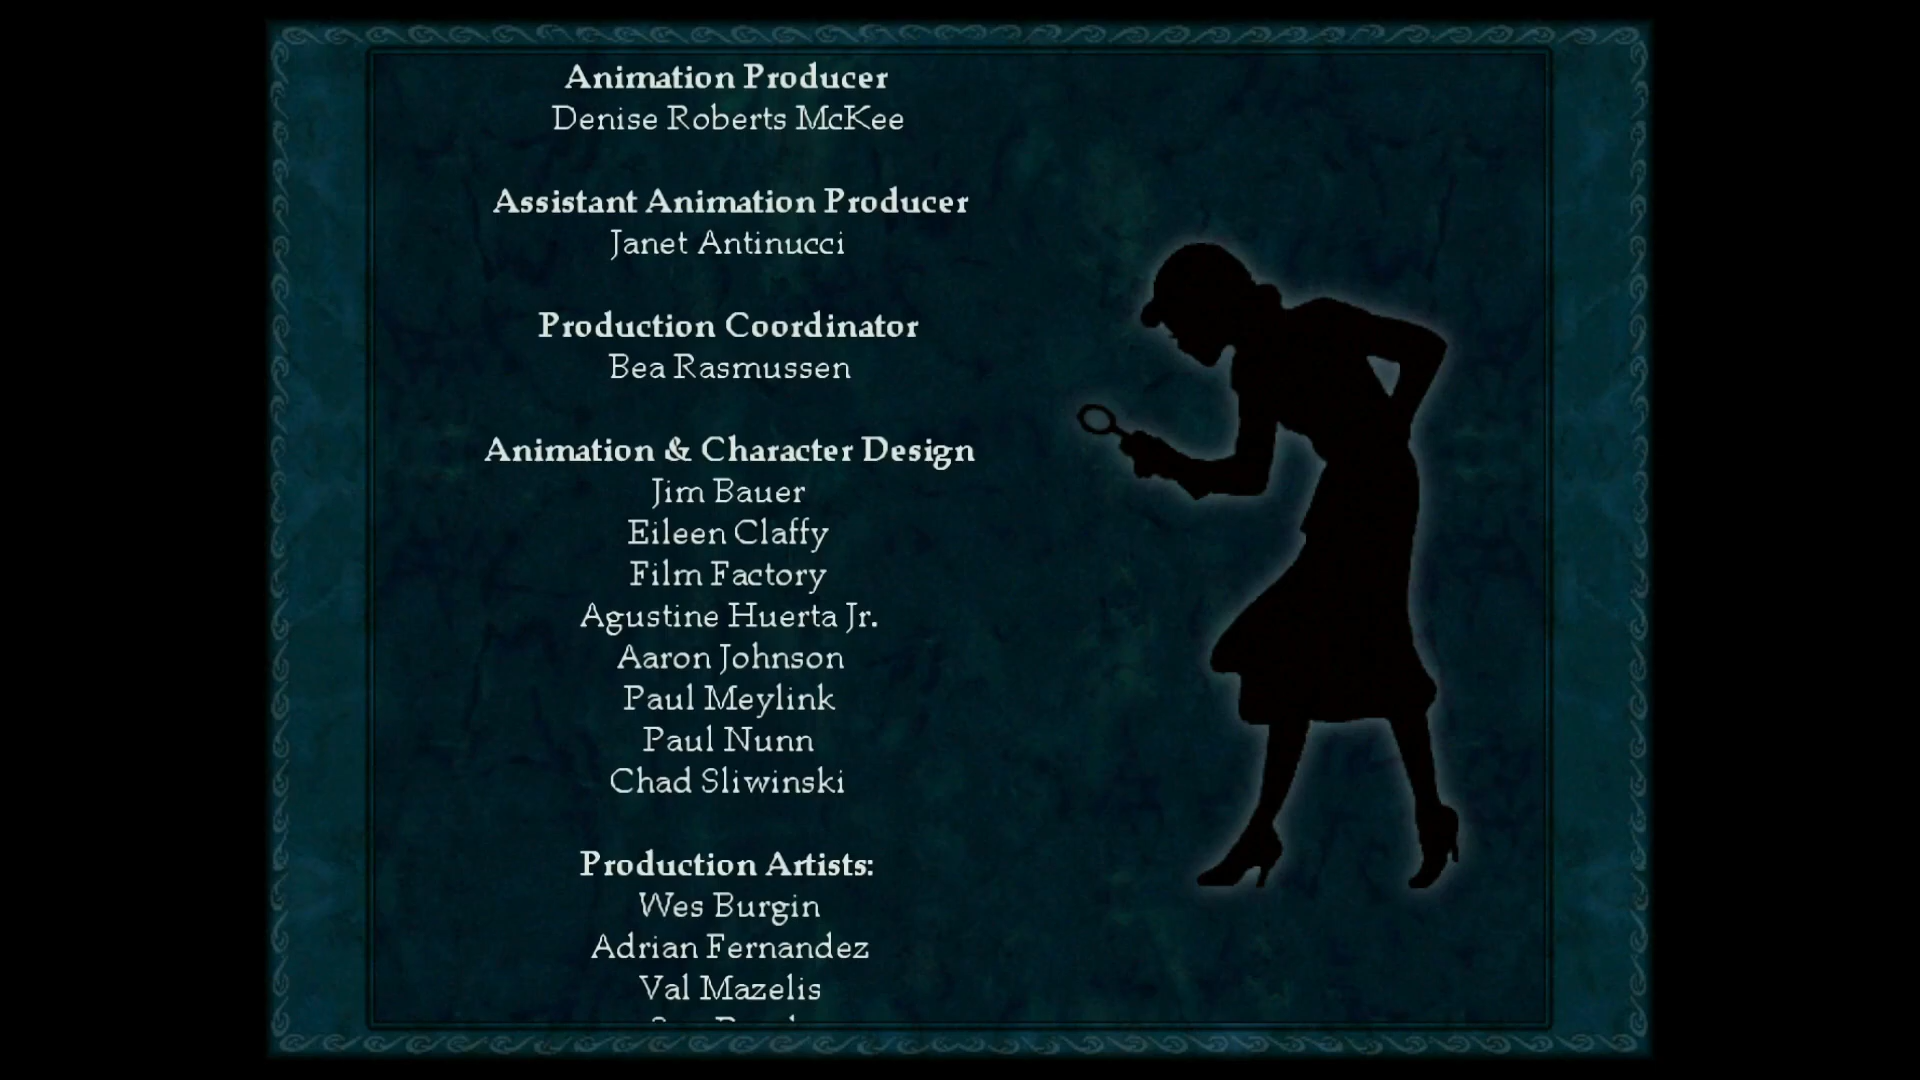 Animation Producer
Denise Roberts McKee
Assistant Animation Producer
Janet Antinucci
Production Coordinator
Bea Rasmussen
Animation & Character Design
Jim Bauer
Eileen Claffy
Film Factory
Agustine Huerta Jr.
Aaron Johnson
Paul Meylink
Paul Nunn
Chad Sliwinski
Production Artists:
Wes Burgin
Adrian Fernandez
Val Mazelis